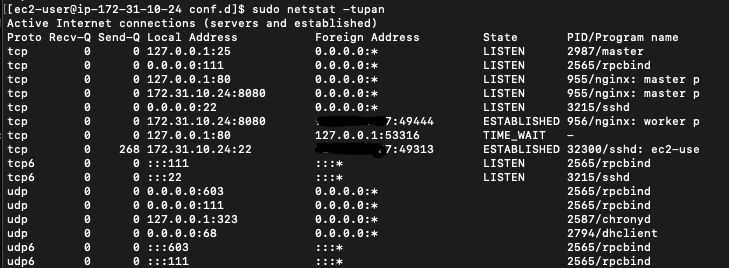 [[ec2-user@ip-172-31-10-24 conf.d]$ sudo netstat -tupan
Active Internet connections (servers and established)
Proto Recv-Q Send-Q Local Address Foreign Address State PID/Program name
tcp 0 0 127.0.0.1:25 0.0.0.0:* LISTEN 2987/master
tcp 0 0 0.0.0.0:111 0.0.0.0:* LISTEN 2565/rpcbind
tcp 0 0 127.0.0.1:80 0.0.0.0:* LISTEN 955/nginx: master p
tcp 0 0 172.31.10.24:8080 0.0.0.0:* LISTEN 955/nginx: master p
tcp 0 0 0.0.0.0:22 0.0.0.0:* LISTEN 3215/sshd
tcp 0 0 172.31.10.24:8080 7:49444 ESTABLISHED 956/nginx: worker p
tcp 0 0 127.0.0.1:80 127.0.0.1:53316 TIME_WAIT -
tcp 0 268 172.31.10.24:22 7:49313 ESTABLISHED 32300/sshd: ec2-use
tcp6 0 0 :::111 :::* LISTEN 2565/rpcbind
tcp6 0 0 :::22 :::* LISTEN 3215/sshd
udp 0 0 0.0.0.0:603 0.0.0.0:* 2565/rpcbind
udp 0 0 0.0.0.0:111 0.0.0.0:* 2565/rpcbind
udp 0 0 127.0.0.1:323 0.0.0.0:* 2587/chronyd
udp 0 0 0.0.0.0:68 0.0.0.0:* 2794/dhclient
udp6 0 0 :::603 :::* 2565/rpcbind
udp6 0 0 :::111 :::* 2565/rpcbind